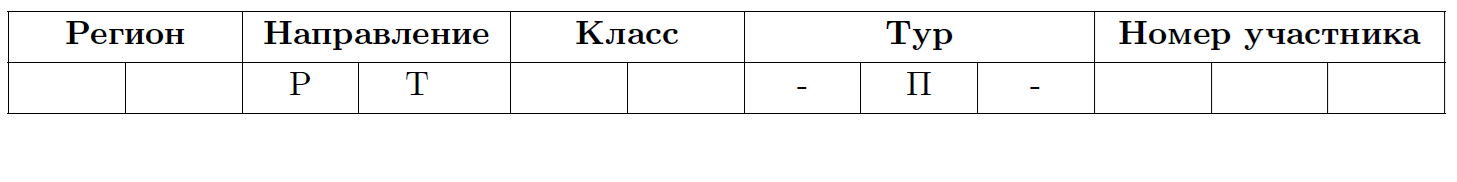 Регион Направление Класс Тур Номер участника
Р Т - П -